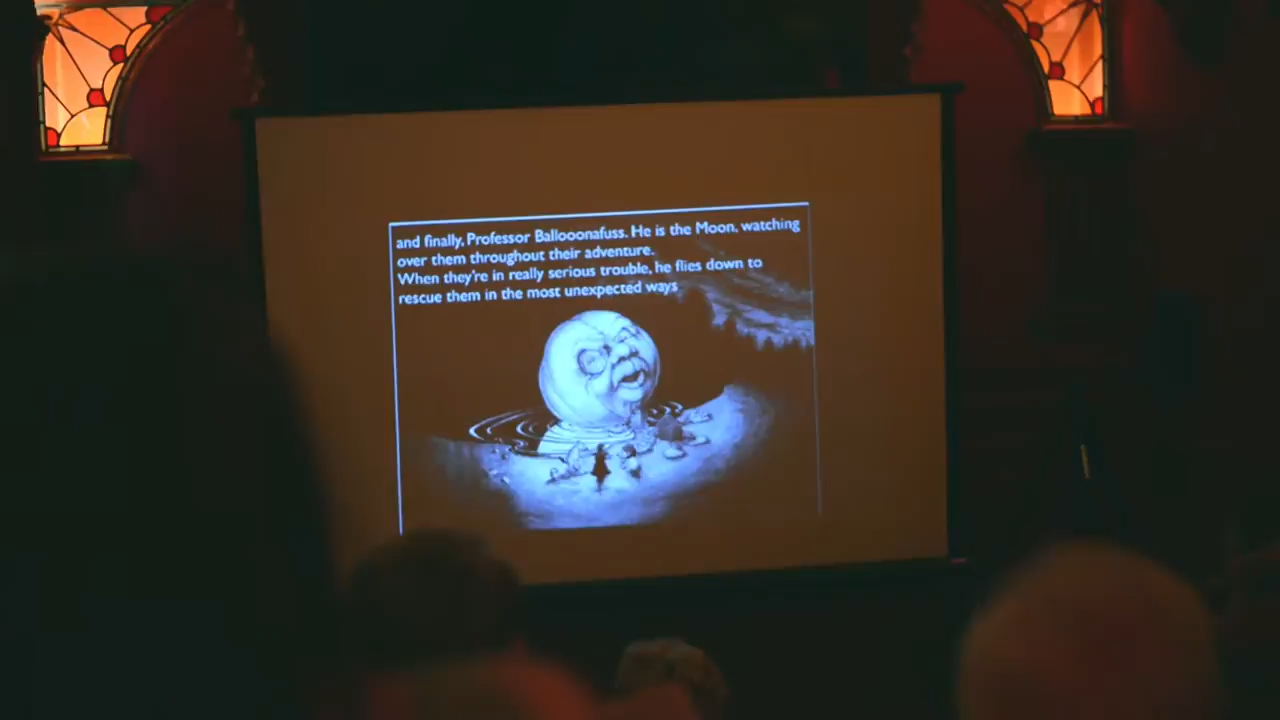 and finally, Professor Ballooonafuss. He is the Moon, watching
over them throughout their adventure.
When they're in really serious trouble, he flies down to
rescue them in the most unexpected ways